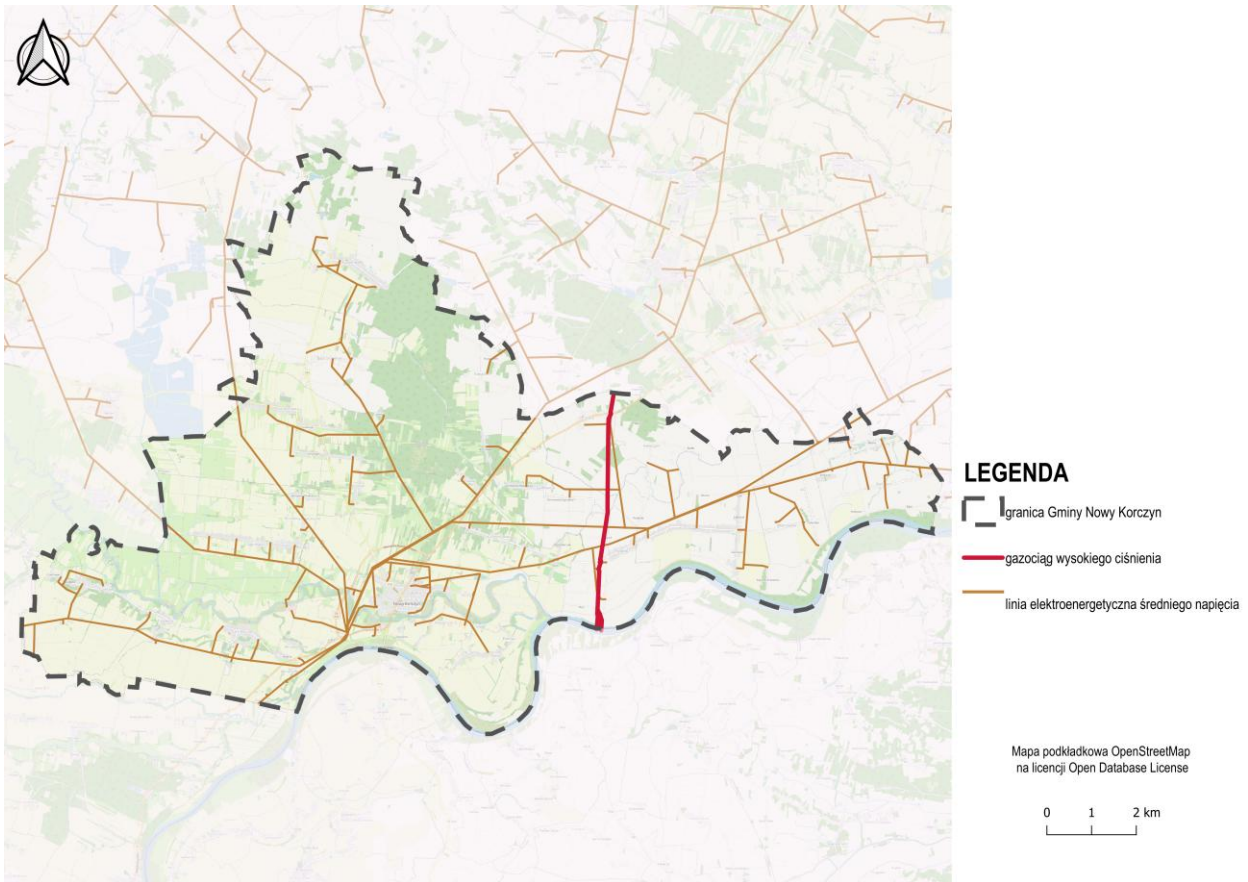 LEGENDA
granica Gminy Nowy Korczyn
gazociąg wysokiego ciśnienia
linia elektroenergetyczna średniego napięcia
Mapa podkładkowa OpenStreetMap
na licencji Open Database License
0 1 2 km